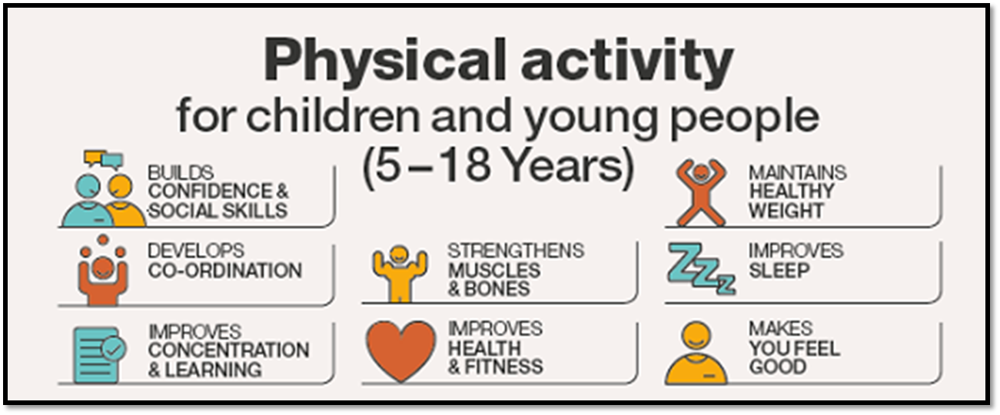 Physical activity
for children and young people
(5–18 Years)
BUILDS
CONFIDENCE &
SOCIAL SKILLS
MAINTAINS
HEALTHY
WEIGHT
DEVELOPS
CO-ORDINATION
STRENGTHENS
MUSCLES
& BONES
IMPROVES
SLEEP
IMPROVES
CONCENTRATION
& LEARNING
IMPROVES
HEALTH
& FITNESS
MAKES
YOU FEEL
GOOD